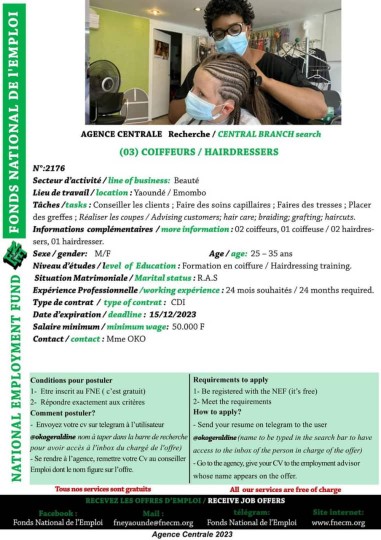 FONDS NATIONAL DE l'EMPLOI
NATIONAL EMPLOYMENT FUND
AGENCE CENTRALE   Recherche / CENTRAL BRANCH search
(03) COIFFEURS / HAIRDRESSERS
N°:2176
Secteur d'activité / line of business:  Beauté
Lieu de travail / location : Yaoundé / Emombo
Tâches /tasks : Conseiller les clients ; Faire des soins capillaires ; Faires des tresses ; Placer
des greffes ; Réaliser les coupes / Advising customers; hair care; braiding; grafting; haircuts.
Informations complémentaires / more information : 02 coiffeurs, 01 coiffeuse / 02 hairdres-
sers, 01 hairdresser.
Sexe / gender:   M/F   Age / age:  25 – 35 ans
Niveau d'études / level of Education : Formation en coiffure / Hairdressing training.
Situation Matrimoniale / Marital status : R.A.S
Expérience Professionnelle /working expérience : 24 mois souhaités / 24 months required.
Type de contrat / type of contrat :  CDI
Date d'expiration / deadline :  15/12/2023
Salaire minimum / minimum wage:  50.000 F
Contact / contact : Mme OKO
Conditions pour postuler
1-  Etre inscrit au FNE ( c'est gratuit)
2-  Répondre exactement aux critères
Comment postuler?
- Envoyez votre cv sur telegram à l'utilisateur
@okogeraldine nom à taper dans la barre de recherche
pour avoir accès à l'inbox du chargé de l'offre)
- Se rendre à l'agence, remettre votre Cv au conseiller
Emploi dont le nom figure sur l'offre.
Requirements to apply
1- Be registered with the NEF (it's free)
2- Meet the requirements
How to apply?
- Send your resume on telegram to the user
@okogeraldine (name to be typed in the search bar to have
access to the inbox of the person in charge of the offer)
- Go to the agency, give your CV to the employment advisor
whose name appears on the offer.
Tous nos services sont gratuits   All  our services are free of charge
RECEVEZ LES OFFRES D'EMPLOI / RECEIVE JOB OFFERS
Facebook :   Mail :   télégram:   Site internet:
Fonds National de l'Emploi   fneyaounde@fnecm.org   Fonds National de l'Emploi   www.fnecm.org
Agence Centrale 2023